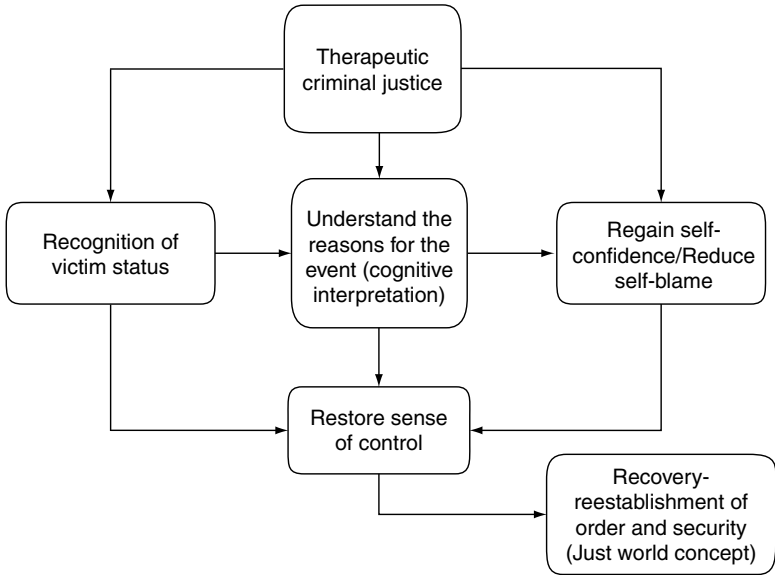 Therapeutic
criminal justice
Recognition of
victim status
Understand the
reasons for the
event (cognitive
interpretation)
Regain self-
confidence/Reduce
self-blame
Restore sense
of control
Recovery-
reestablishment of
order and security
(Just world concept)